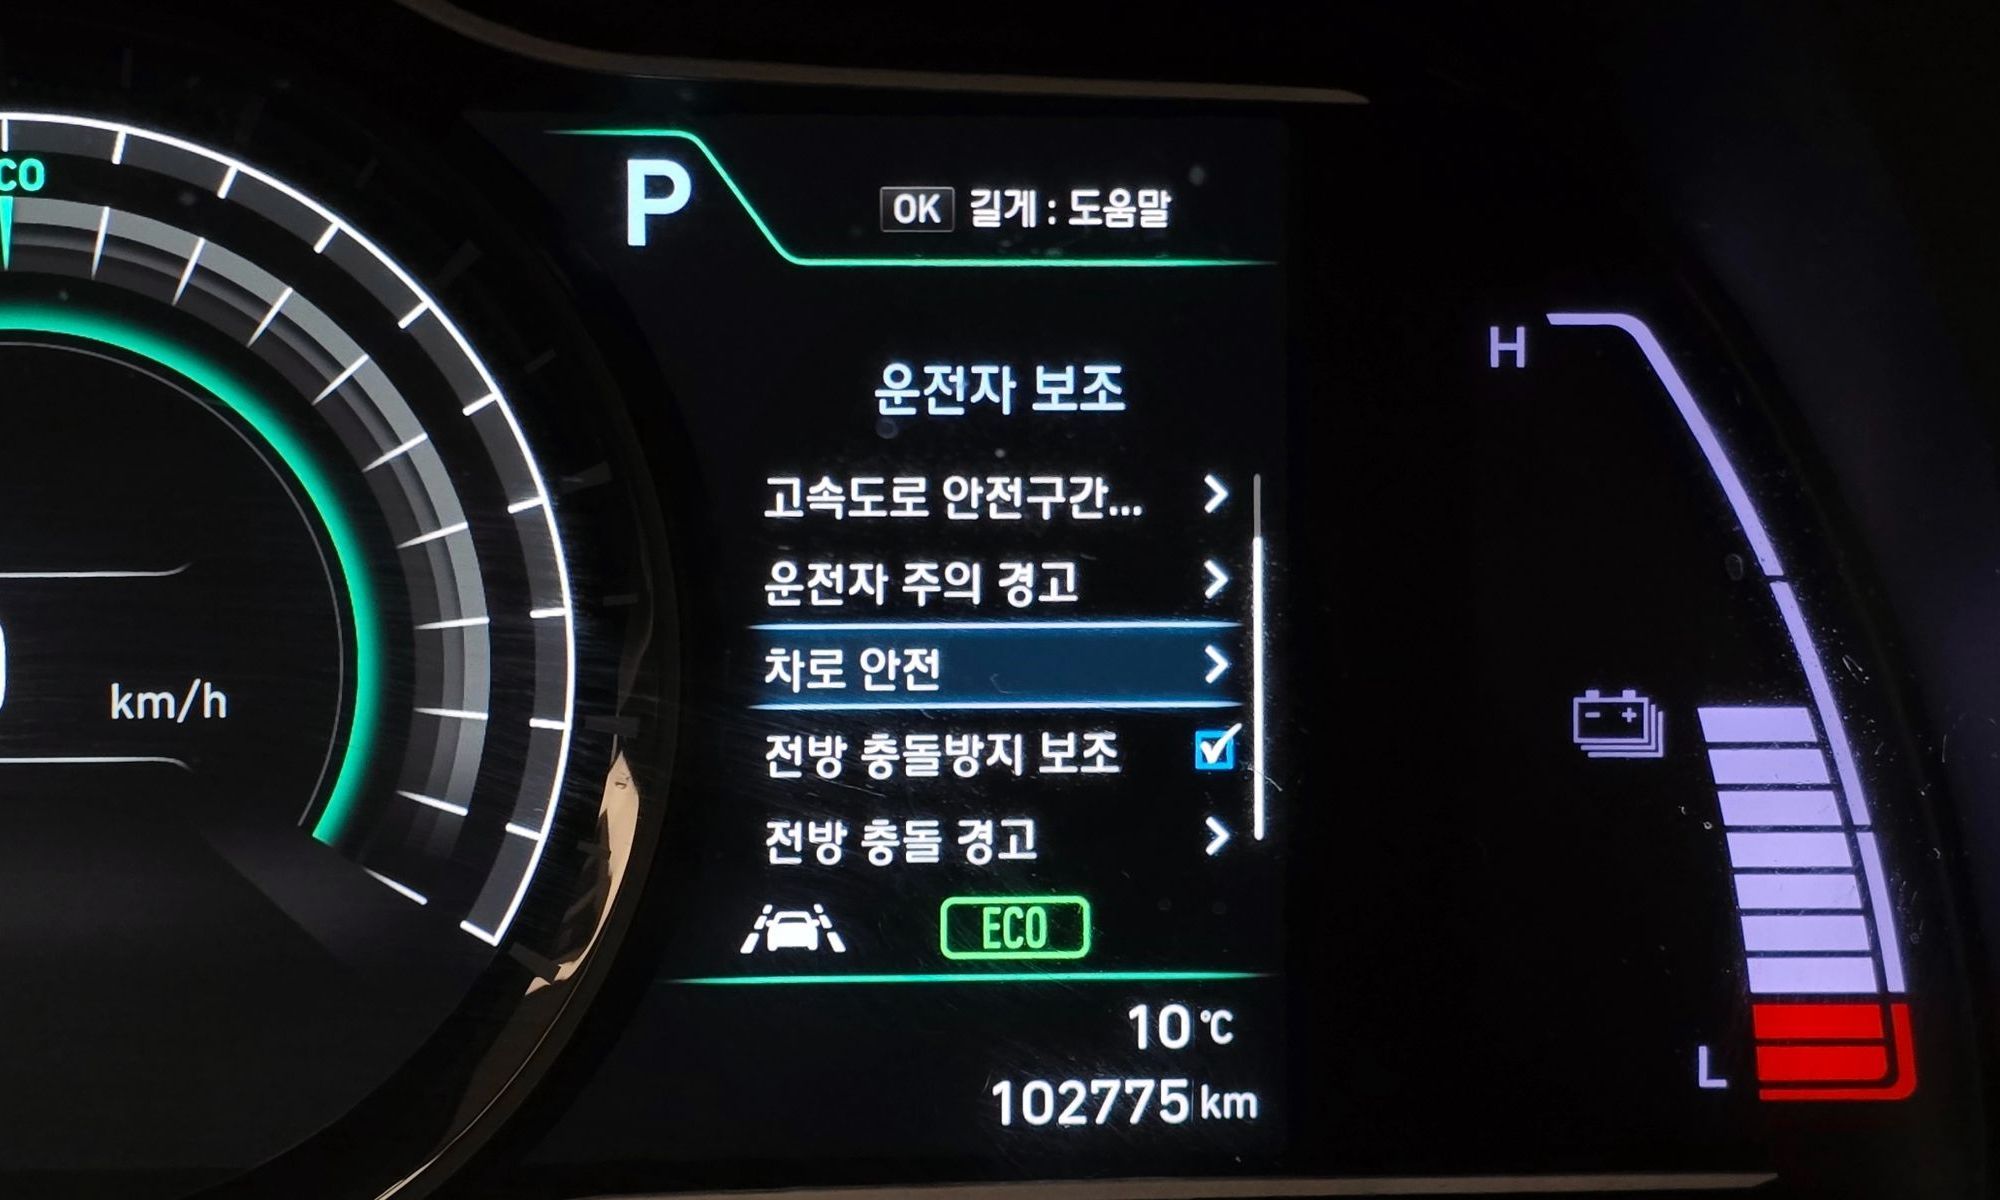 P
OK 길게 : 도움말
운전자 보조
고속도로 안전구간...
운전자 주의 경고
차로 안전
전방 충돌방지 보조
전방 충돌 경고
ECO
10 °C
102775 km
km/h
H
L